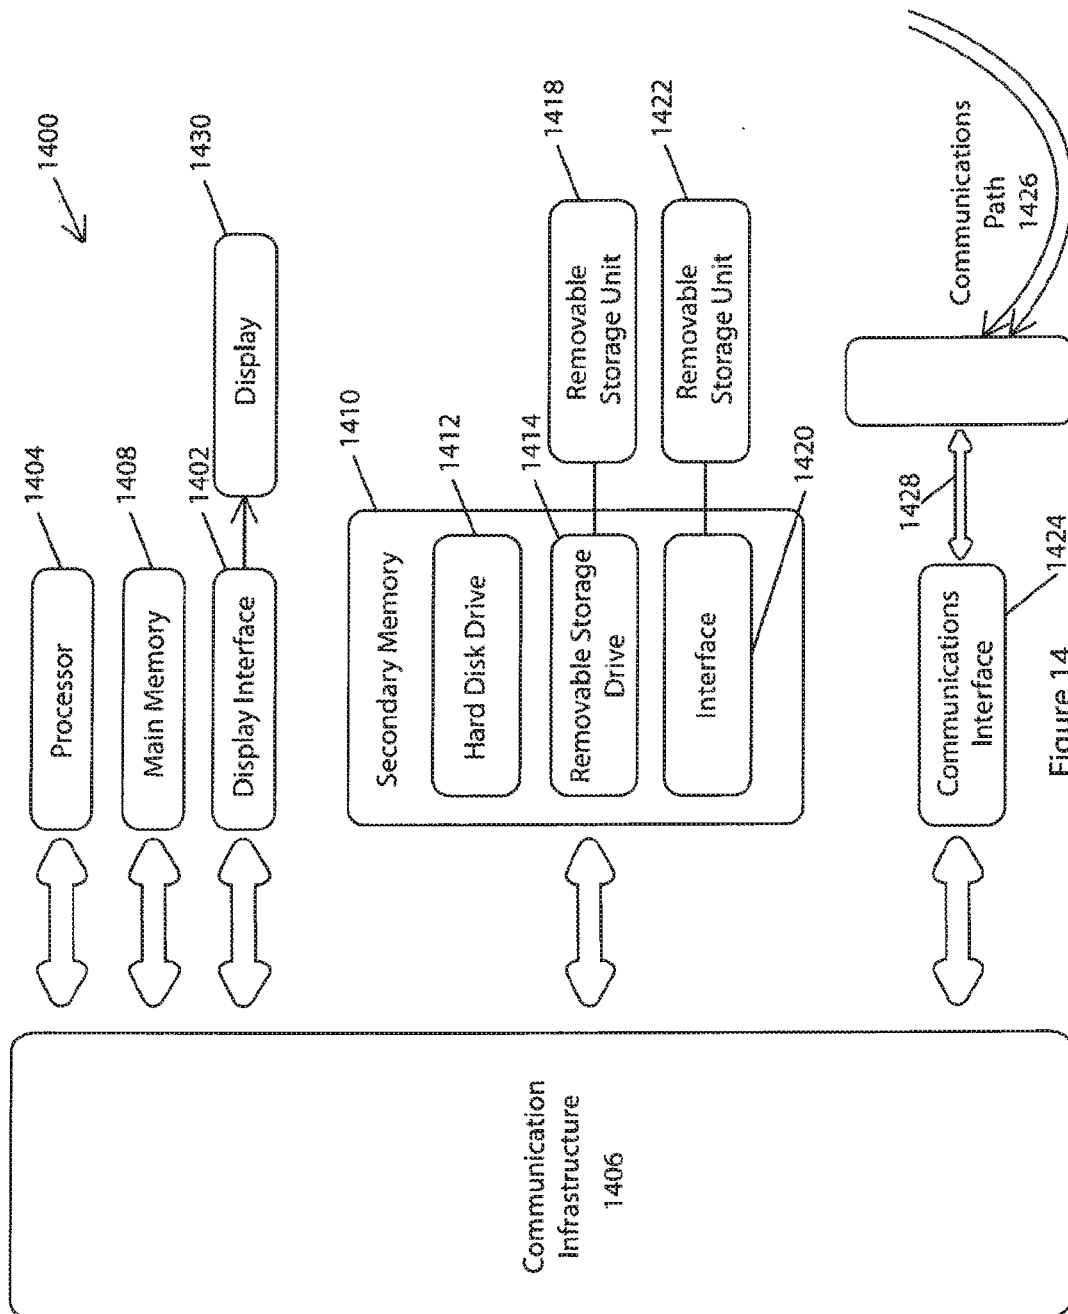 1400
Processor
1404
Main Memory
1408
Display Interface
1402
Display
1430
Communication
Infrastructure
1406
Secondary Memory
1410
Hard Disk Drive
1412
Removable Storage
Drive
1414
Removable
Storage Unit
1418
Interface
1420
Removable
Storage Unit
1422
Communications
Interface
1424
1428
Communications
Path
1426
Figure 14